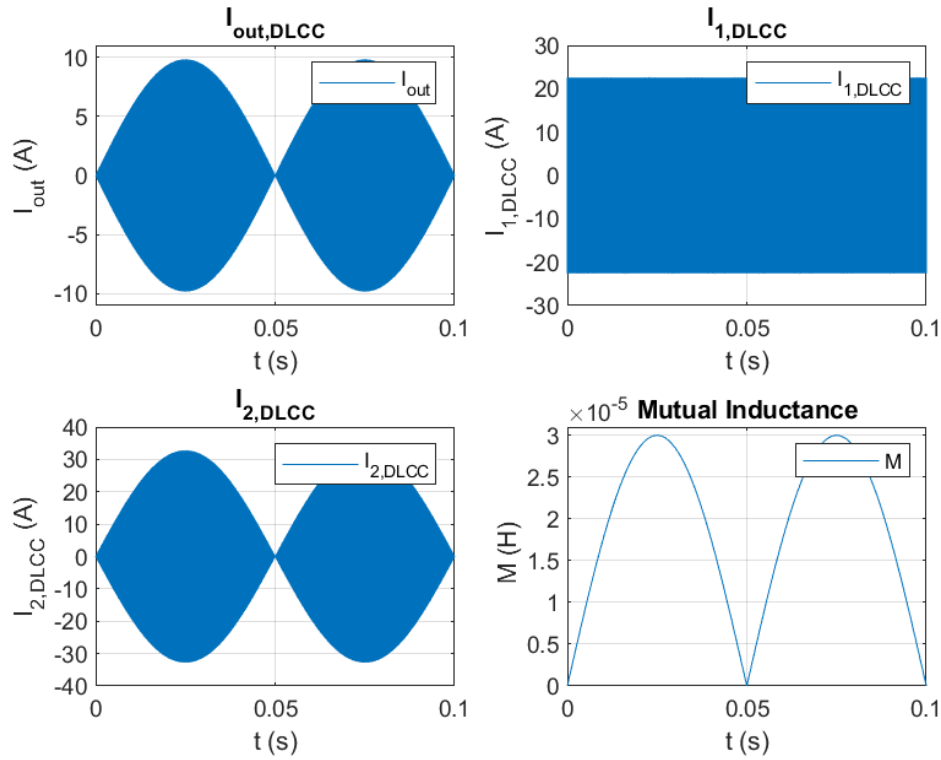 I_out,DLCC
10
5
0
-5
-10
I_out (A)
I_out
0
0.05
0.1
t (s)
I_1,DLCC
30
20
10
0
-10
-20
-30
I_1,DLCC (A)
I_1,DLCC
0
0.05
0.1
t (s)
I_2,DLCC
40
30
20
10
0
-10
-20
-30
-40
I_2,DLCC (A)
I_2,DLCC
0
0.05
0.1
t (s)
×10^-5 Mutual Inductance
3
2.5
2
1.5
1
0.5
0
M (H)
M
0
0.05
0.1
t (s)